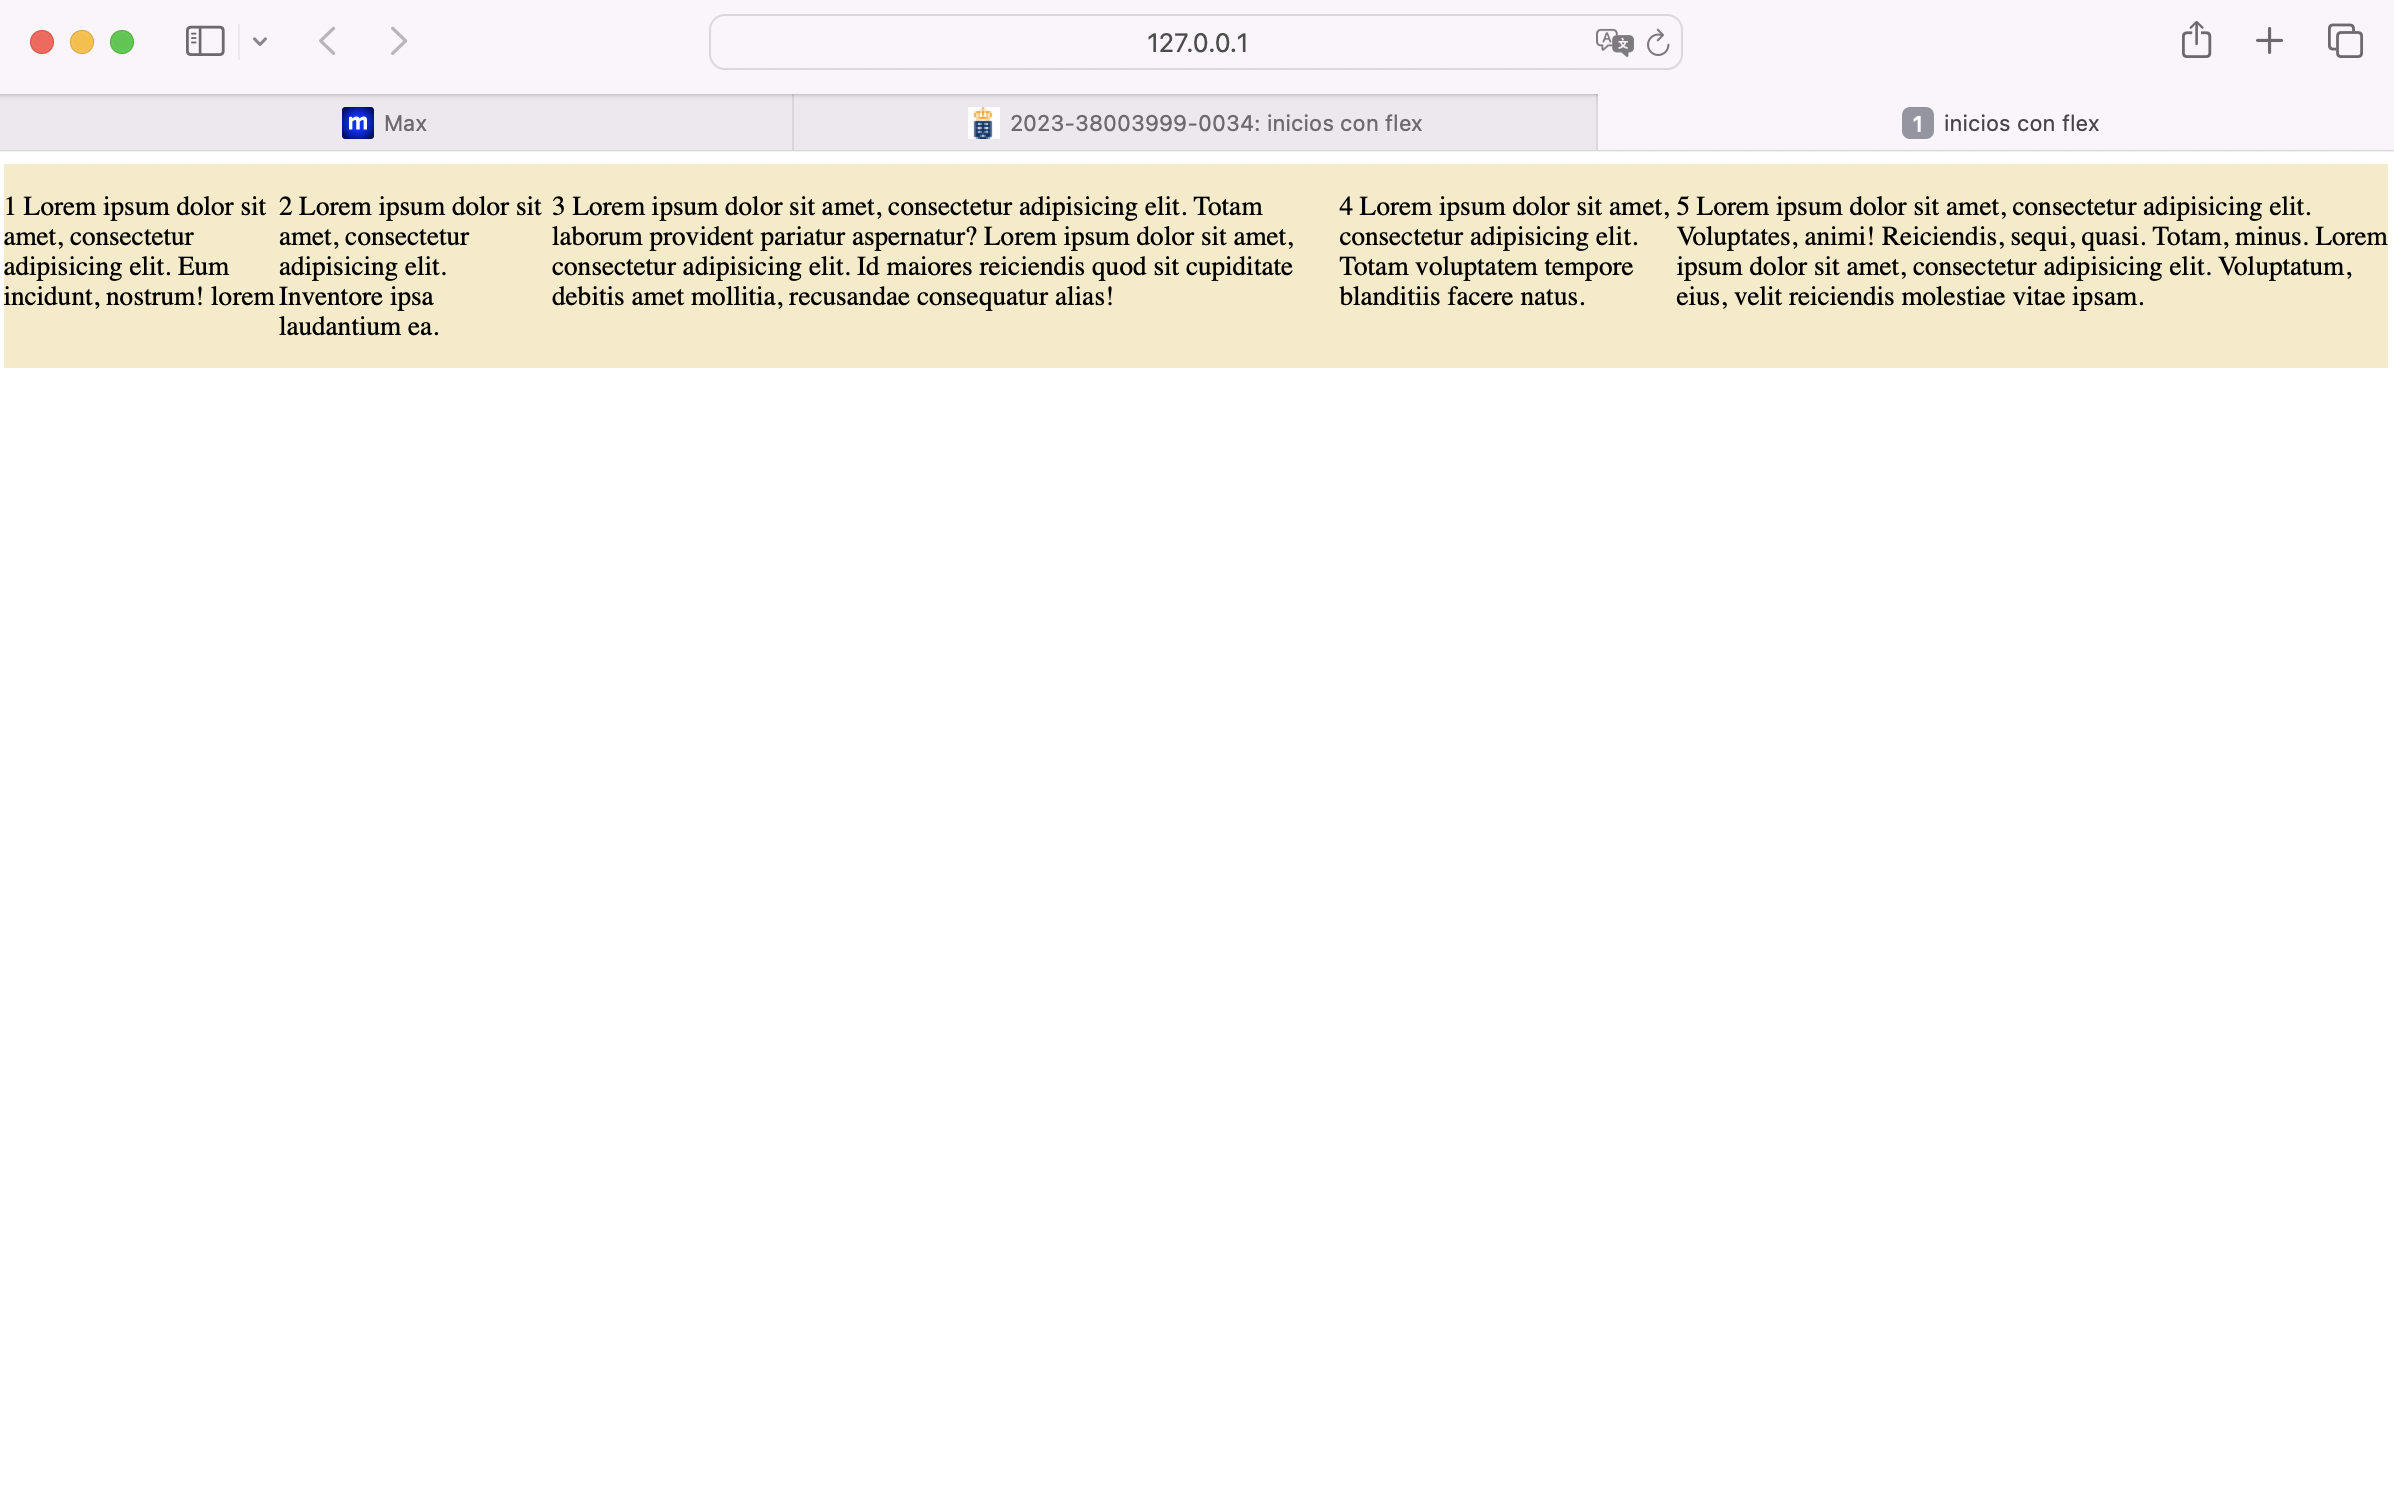 127.0.0.1
m Max
2023-38003999-0034: inicios con flex
1 inicios con flex
1 Lorem ipsum dolor sit
amet, consectetur
adipisicing elit. Eum
incidunt, nostrum! lorem
2 Lorem ipsum dolor sit
amet, consectetur
adipisicing elit.
Inventore ipsa
laudantium ea.
3 Lorem ipsum dolor sit amet, consectetur adipisicing elit. Totam
laborum provident pariatur aspernatur? Lorem ipsum dolor sit amet,
consectetur adipisicing elit. Id maiores reiciendis quod sit cupiditate
debitis amet mollitia, recusandae consequatur alias!
4 Lorem ipsum dolor sit amet,
consectetur adipisicing elit.
Totam voluptatem tempore
blanditiis facere natus.
5 Lorem ipsum dolor sit amet, consectetur adipisicing elit.
Voluptates, animi! Reiciendis, sequi, quasi. Totam, minus. Lorem
ipsum dolor sit amet, consectetur adipisicing elit. Voluptatum,
eius, velit reiciendis molestiae vitae ipsam.